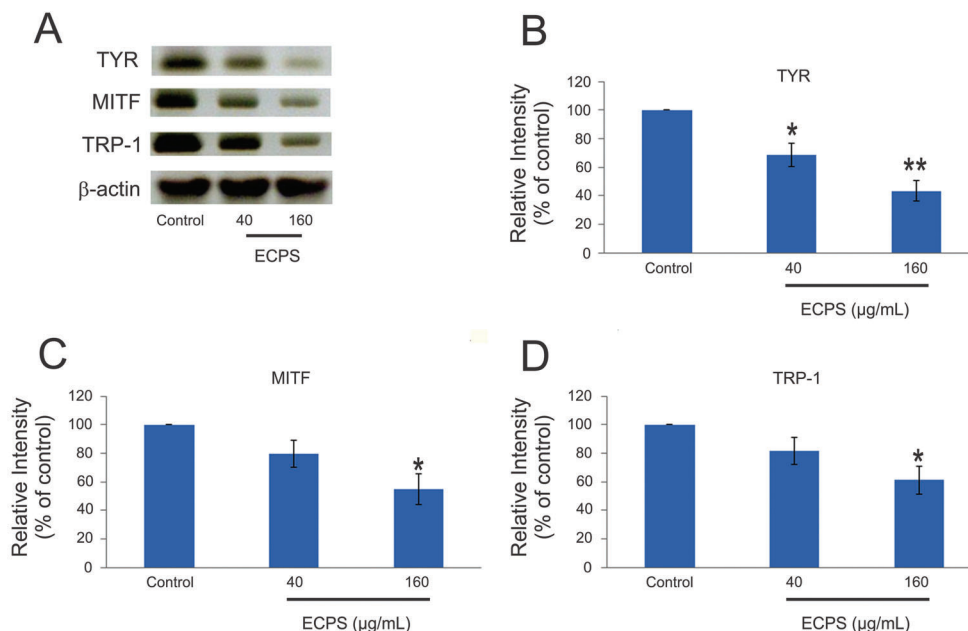 A
TYR
MITF
TRP-1
β-actin
Control 40 160
ECPS
B
TYR
Relative Intensity
(% of control)
120
100
80
60
40
20
0
*
**
Control 40 160
ECPS (µg/mL)
C
MITF
Relative Intensity
(% of control)
120
100
80
60
40
20
0
*
Control 40 160
ECPS (µg/mL)
D
TRP-1
Relative Intensity
(% of control)
120
100
80
60
40
20
0
*
Control 40 160
ECPS (µg/mL)